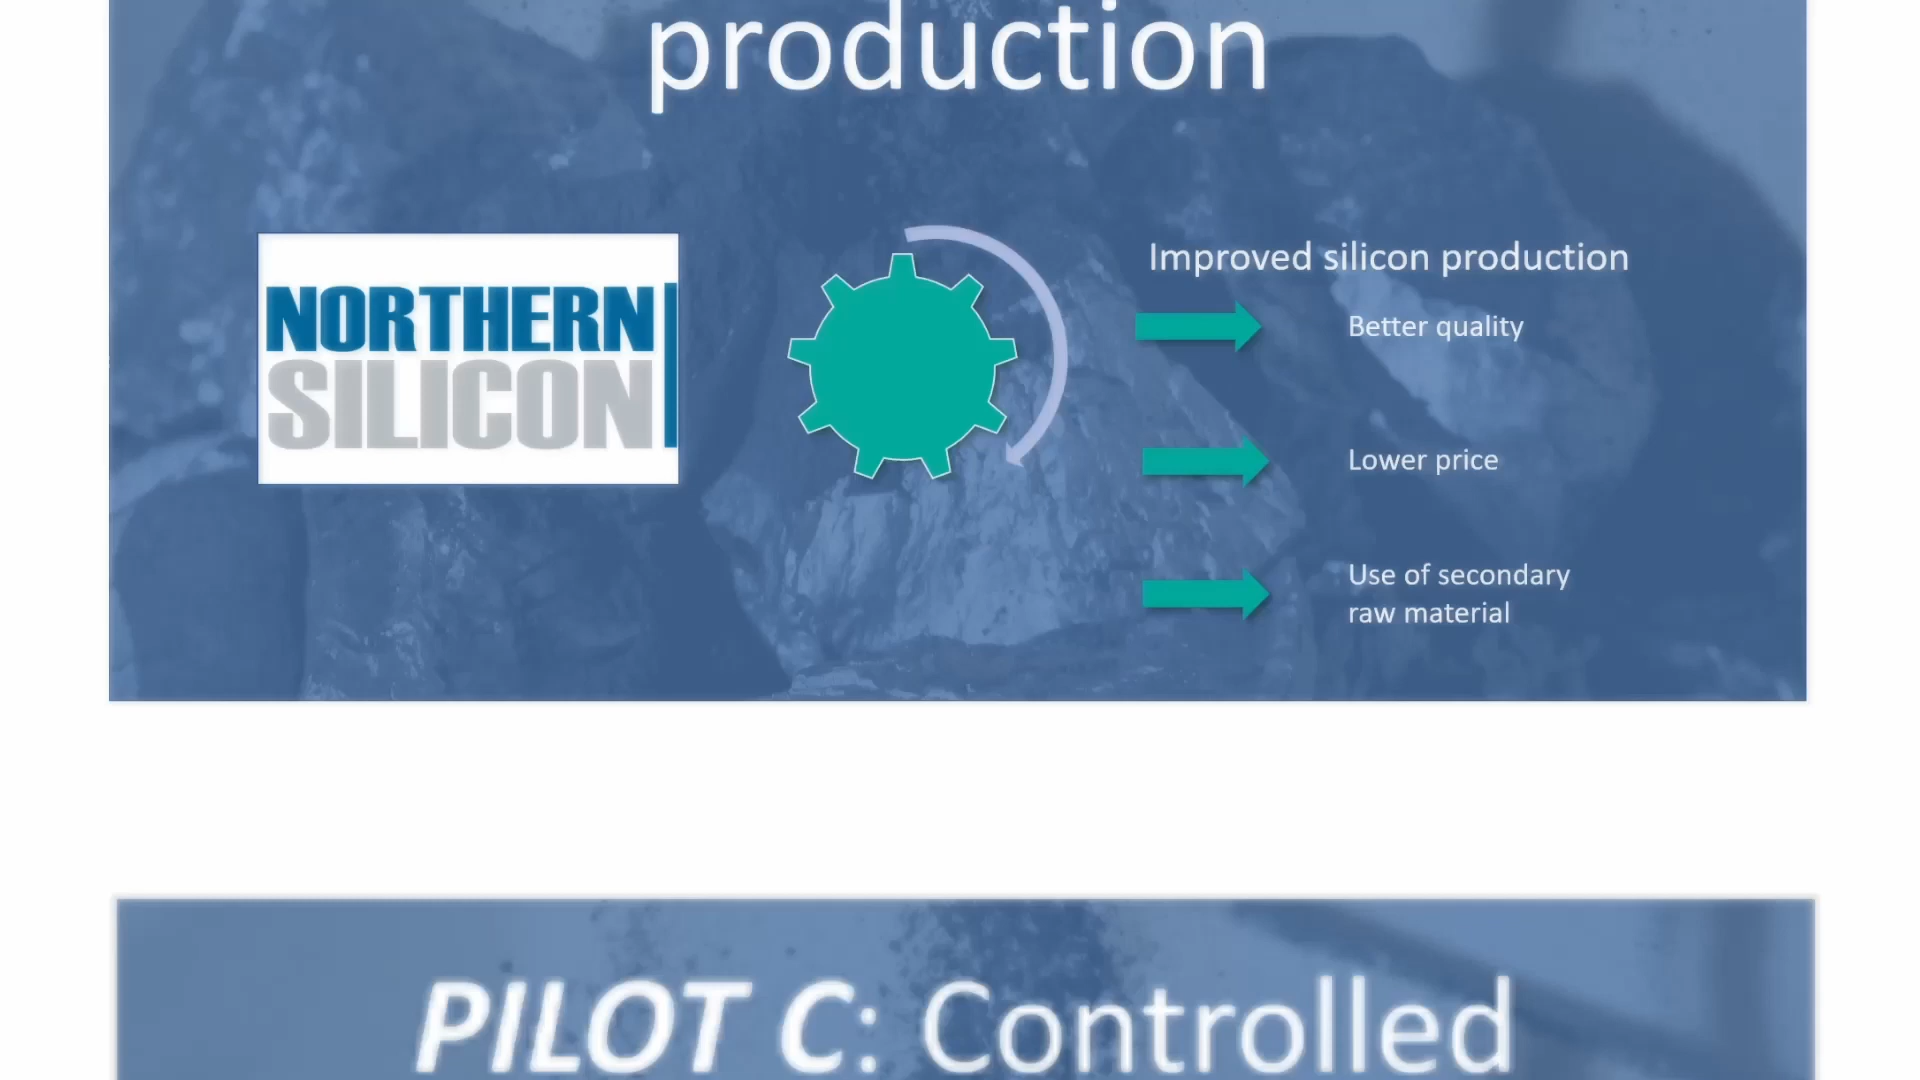 production
NORTHERN
SILICON
Improved silicon production
Better quality
Lower price
Use of secondary
raw material
PILOT C: Controlled